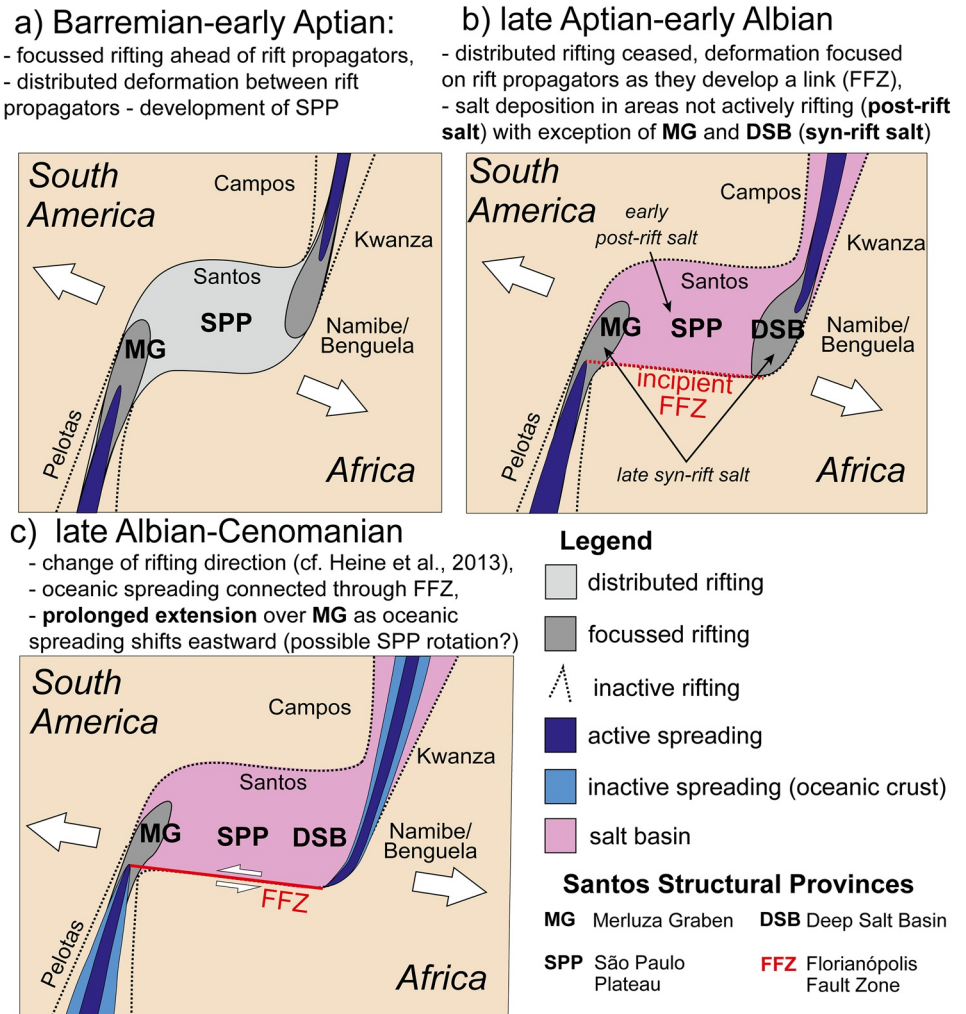 a) Barremian-early Aptian:
- focussed rifting ahead of rift propagators,
- distributed deformation between rift
propagators - development of SPP
South
America
Campos
Kwanza
Santos
SPP
MG
Namibe/
Benguela
Pelotas
Africa
b) late Aptian-early Albian
- distributed rifting ceased, deformation focused
on rift propagators as they develop a link (FFZ),
- salt deposition in areas not actively rifting (post-rift
salt) with exception of MG and DSB (syn-rift salt)
South
America
Campos
early
post-rift salt
Kwanza
Santos
MG
SPP
DSB
Namibe/
Benguela
incipient
FFZ
Pelotas
late syn-rift salt
Africa
c) late Albian-Cenomanian
- change of rifting direction (cf. Heine et al., 2013),
- oceanic spreading connected through FFZ,
- prolonged extension over MG as oceanic
spreading shifts eastward (possible SPP rotation?)
South
America
Campos
Kwanza
Santos
MG
SPP
DSB
Namibe/
Benguela
FFZ
Pelotas
Africa
Legend
distributed rifting
focussed rifting
inactive rifting
active spreading
inactive spreading (oceanic crust)
salt basin
Santos Structural Provinces
MG Merluza Graben
DSB Deep Salt Basin
SPP São Paulo
Plateau
FFZ Florianópolis
Fault Zone